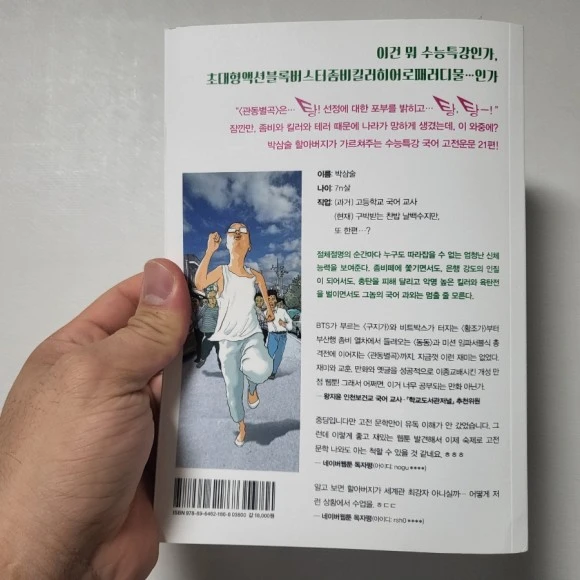 이건 뭐 수능특강인가,
초대형액션블록버스터좀비킬러히어로패러디물…인가
"〈관동별곡〉은… 탕! 선정에 대한 포부를 밝히고… 탕, 탕―!"
잠깐만, 좀비와 킬러와 테러 때문에 나라가 망하게 생겼는데, 이 와중에?
박삼술 할아버지가 가르쳐주는 수능특강 국어 고전운문 21편!
이름: 박삼술
나이: 7n살
직업: (과거) 고등학교 국어 교사
(현재) 구박받는 찬밥 날백수지만,
또 한편…?
절체절명의 순간마다 누구도 따라잡을 수 없는 엄청난 신체
능력을 보여준다. 좀비떼에 쫓기면서도, 은행 강도의 인질
이 되어서도, 총탄을 피해 달리고 악명 높은 킬러와 육탄전
을 벌이면서도 그놈의 국어 과외는 멈출 줄 모른다.
BTS가 부르는 〈구지가〉와 비트박스가 터지는 〈황조가〉부터
부산행 좀비 열차에서 들려오는 〈동동〉과 미션 임파서블식 총
격전에 이어지는 〈관동별곡〉까지, 지금껏 이런 재미는 없었다.
재미와 교훈, 만화와 옛글을 성공적으로 이종교배시킨 개성 만
점 웹툰! 그래서 어쩌면, 이거 너무 공부되는 만화 아닌가.
― 왕지윤 인천보건고 국어 교사·『학교도서관저널』 추천위원
중딩입니다만 고전 문학만이 유독 이해가 안 갔었습니다. 그
런데 이렇게 좋고 재밌는 웹툰 발견해서 이제 숙제로 고전
문학 나와도 아는 척할 수 있을 것 같네요. ㅎㅎㅎ
― 네이버웹툰 독자평(아이디: nogu****)
알고 보면 할아버지가 세계관 최강자 아니실까… 어떻게 저
런 상황에서 수업을, ㅎㄷㄷ
― 네이버웹툰 독자평(아이디: rjsh0****)